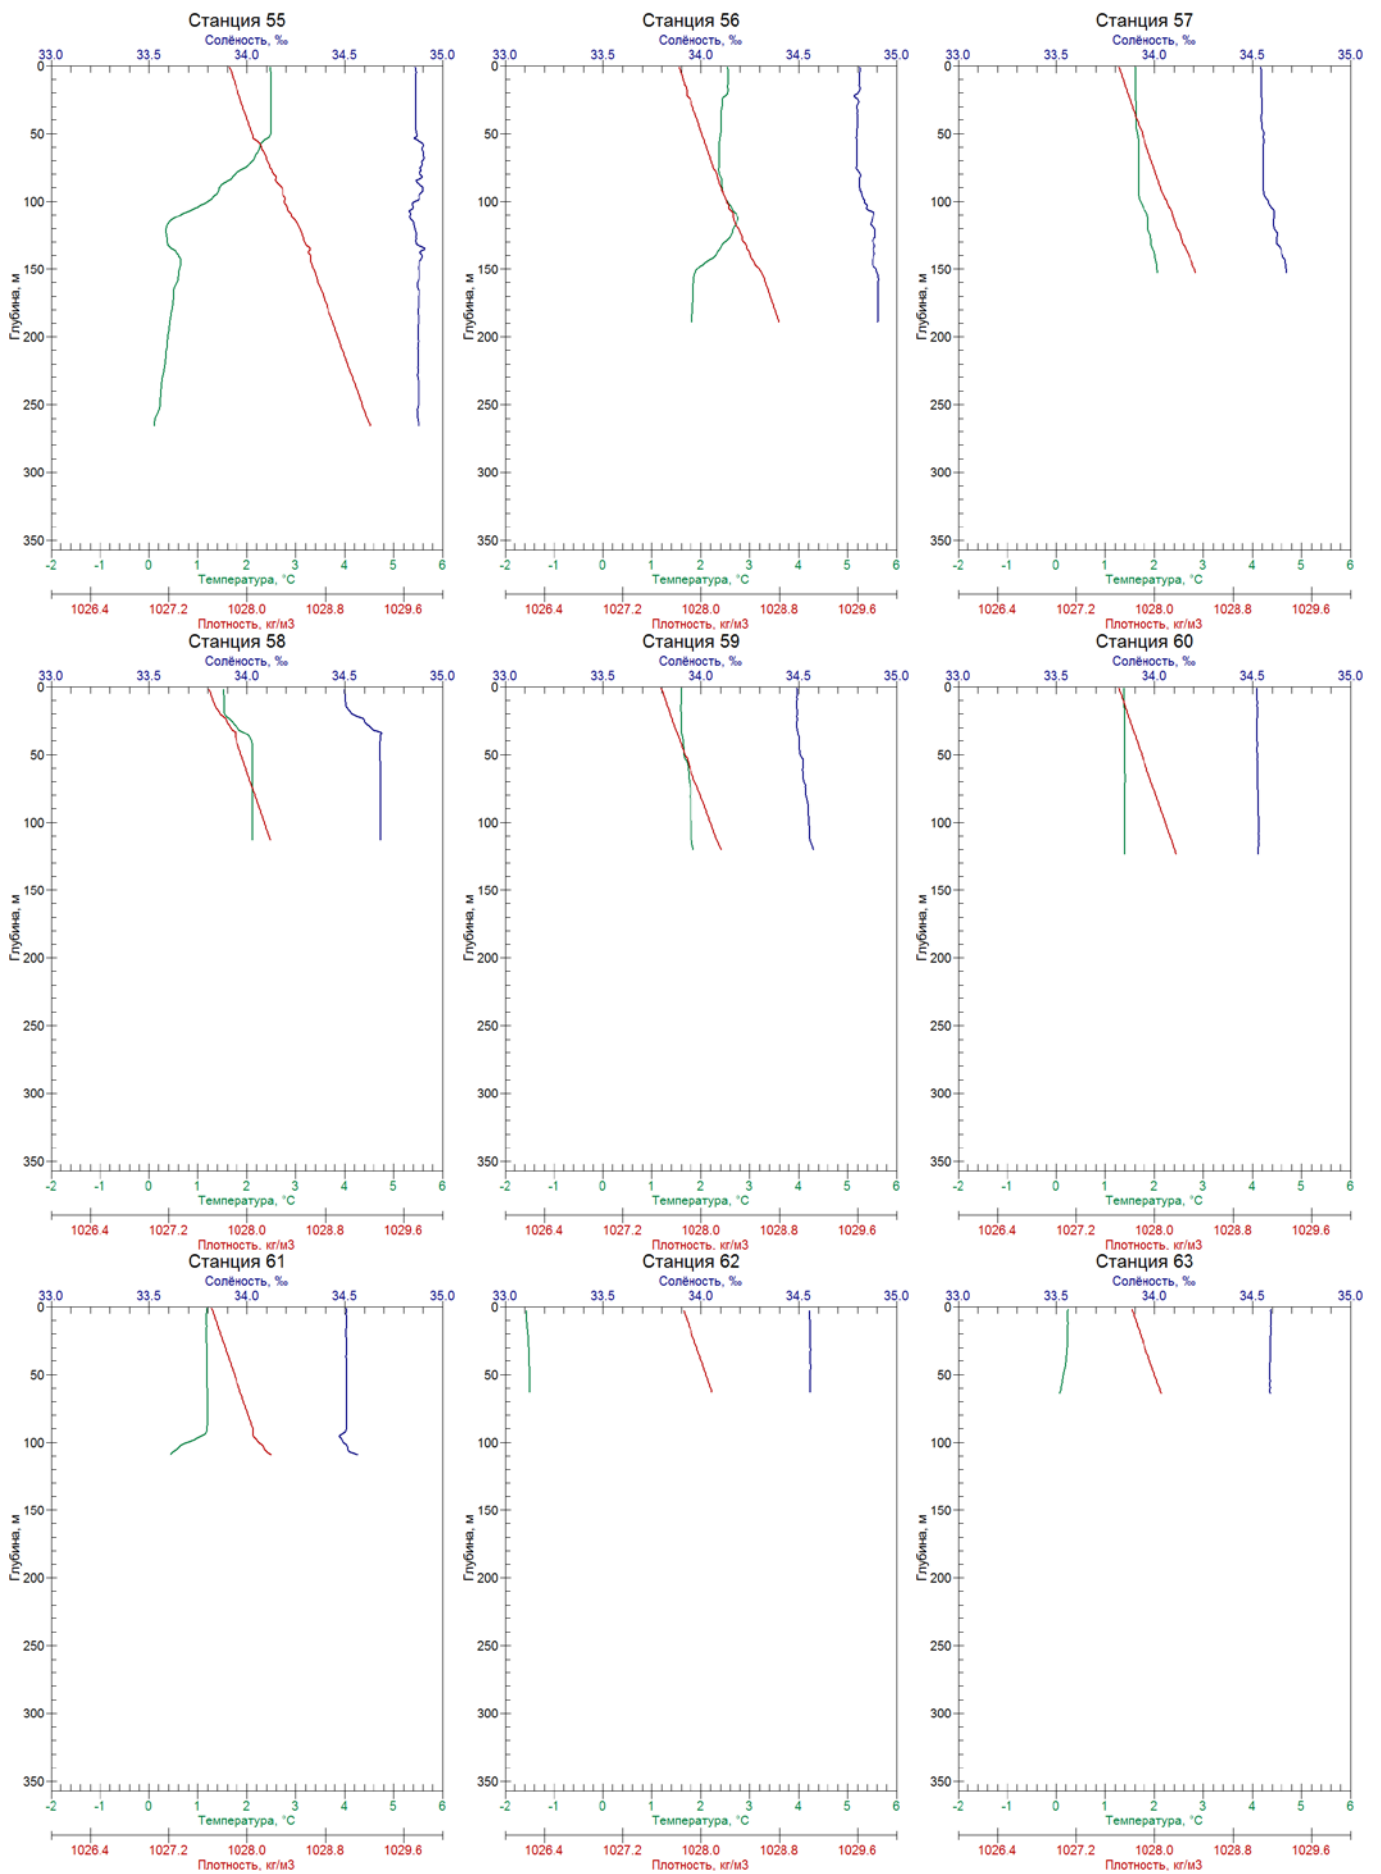 Станция 55 Станция 56 Станция 57
Солёность, ‰ Солёность, ‰ Солёность, ‰
33.0 33.5 34.0 34.5 35.0 33.0 33.5 34.0 34.5 35.0 33.0 33.5 34.0 34.5 35.0
0 0 0
50 50 50
100 100 100
150 150 150
Глубина, м Глубина, м Глубина, м
200 200 200
250 250 250
300 300 300
350 350 350
-2 -1 0 1 2 3 4 5 6 -2 -1 0 1 2 3 4 5 6 -2 -1 0 1 2 3 4 5 6
Температура, °C Температура, °C Температура, °C
1026.4 1027.2 1028.0 1028.8 1029.6 1026.4 1027.2 1028.0 1028.8 1029.6 1026.4 1027.2 1028.0 1028.8 1029.6
Плотность, кг/м3 Плотность, кг/м3 Плотность, кг/м3
Станция 58 Станция 59 Станция 60
Солёность, ‰ Солёность, ‰ Солёность, ‰
33.0 33.5 34.0 34.5 35.0 33.0 33.5 34.0 34.5 35.0 33.0 33.5 34.0 34.5 35.0
0 0 0
50 50 50
100 100 100
150 150 150
Глубина, м Глубина, м Глубина, м
200 200 200
250 250 250
300 300 300
350 350 350
-2 -1 0 1 2 3 4 5 6 -2 -1 0 1 2 3 4 5 6 -2 -1 0 1 2 3 4 5 6
Температура, °C Температура, °C Температура, °C
1026.4 1027.2 1028.0 1028.8 1029.6 1026.4 1027.2 1028.0 1028.8 1029.6 1026.4 1027.2 1028.0 1028.8 1029.6
Плотность, кг/м3 Плотность, кг/м3 Плотность, кг/м3
Станция 61 Станция 62 Станция 63
Солёность, ‰ Солёность, ‰ Солёность, ‰
33.0 33.5 34.0 34.5 35.0 33.0 33.5 34.0 34.5 35.0 33.0 33.5 34.0 34.5 35.0
0 0 0
50 50 50
100 100 100
150 150 150
Глубина, м Глубина, м Глубина, м
200 200 200
250 250 250
300 300 300
350 350 350
-2 -1 0 1 2 3 4 5 6 -2 -1 0 1 2 3 4 5 6 -2 -1 0 1 2 3 4 5 6
Температура, °C Температура, °C Температура, °C
1026.4 1027.2 1028.0 1028.8 1029.6 1026.4 1027.2 1028.0 1028.8 1029.6 1026.4 1027.2 1028.0 1028.8 1029.6
Плотность, кг/м3 Плотность, кг/м3 Плотность, кг/м3